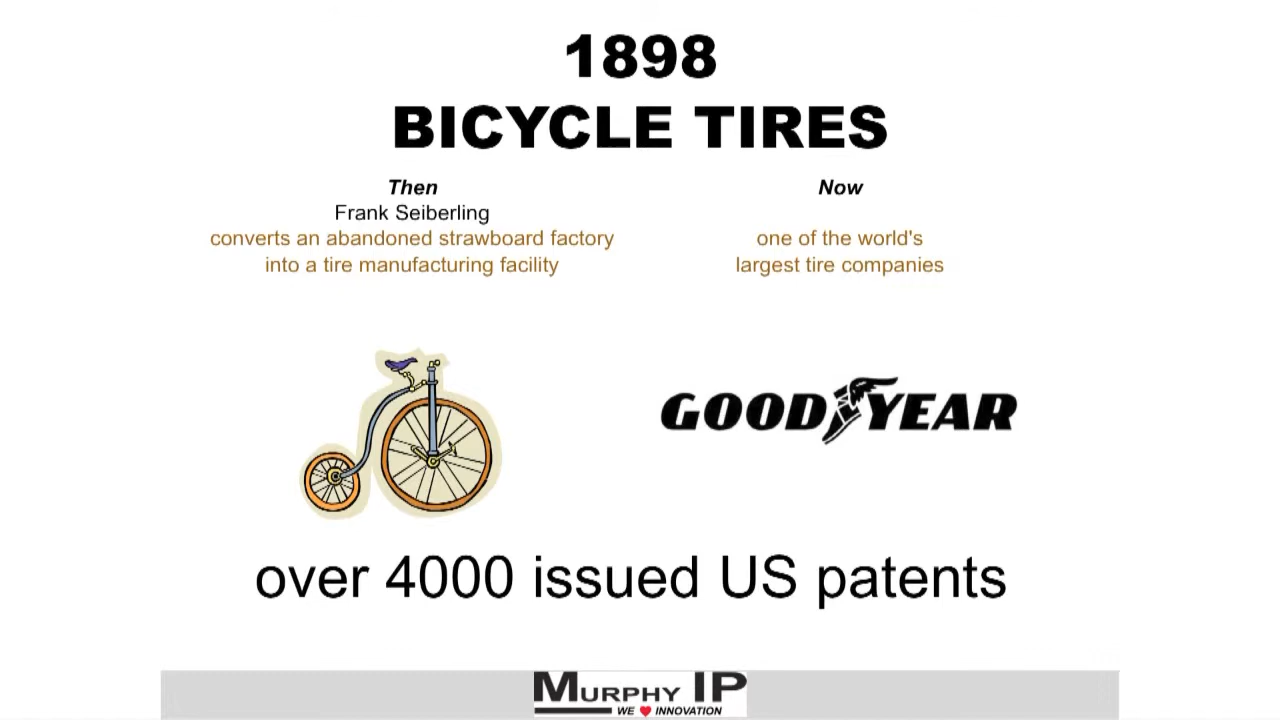 1898
BICYCLE TIRES
Then
Frank Seiberling
converts an abandoned strawboard factory
into a tire manufacturing facility
Now
one of the world's
largest tire companies
GOODYEAR
over 4000 issued US patents
MURPHY IP
WE ❤ INNOVATION